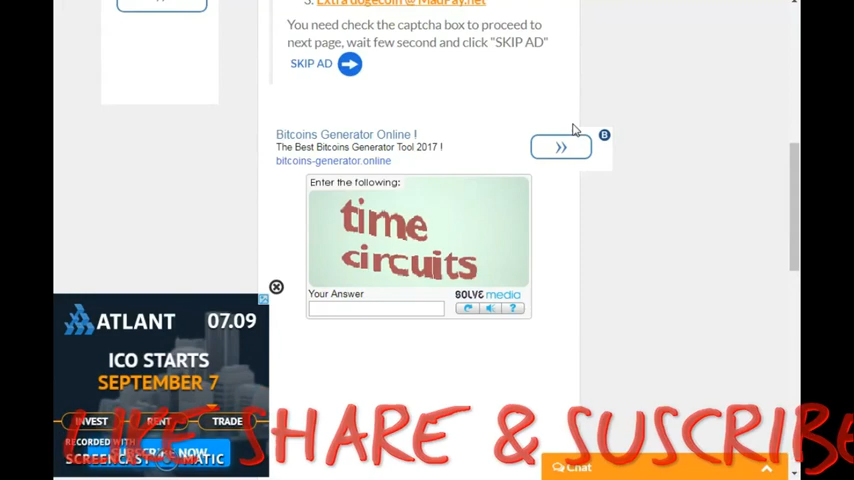 3. Extra dogecoin @ MadPay.net
You need check the captcha box to proceed to
next page, wait few second and click "SKIP AD"
SKIP AD
Bitcoins Generator Online !
The Best Bitcoins Generator Tool 2017 !
bitcoins-generator.online
B
Enter the following:
time
circuits
Your Answer
SOLVE media
?
ATLANT 07.09
ICO STARTS
SEPTEMBER 7
INVEST RENT TRADE
SUBSCRIBE NOW
RECORDED WITH
SCREENCAST MATIC
LIKE SHARE & SUSCRIBE
Chat